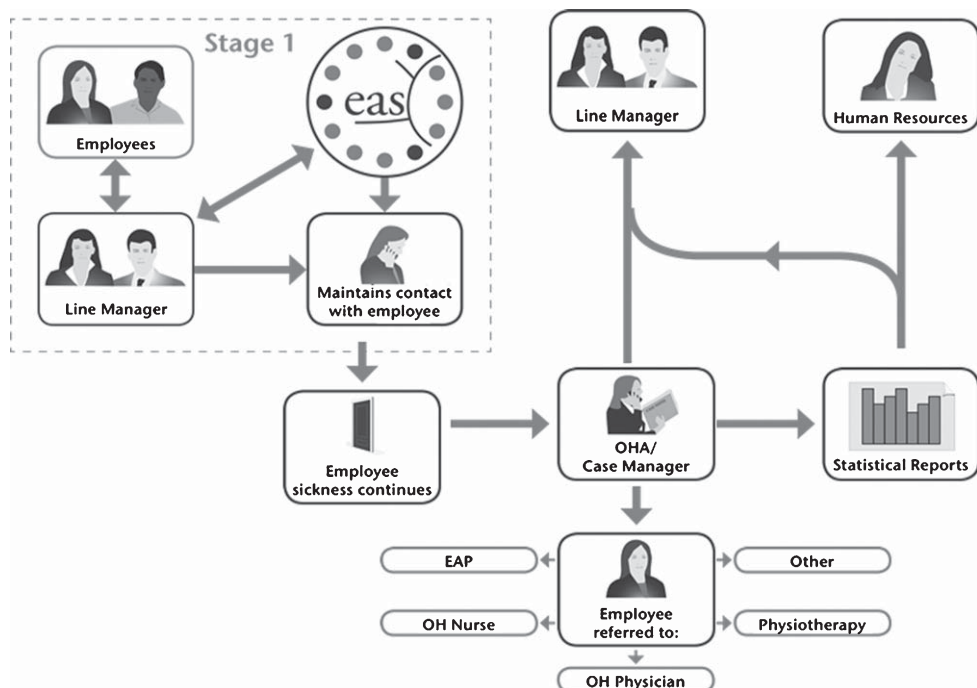 Stage 1
eas
Employees
Line Manager
Maintains contact
with employee
Line Manager
Human Resources
Employee
sickness continues
OHA/
Case Manager
Statistical Reports
Employee
referred to:
EAP
Other
OH Nurse
Physiotherapy
OH Physician